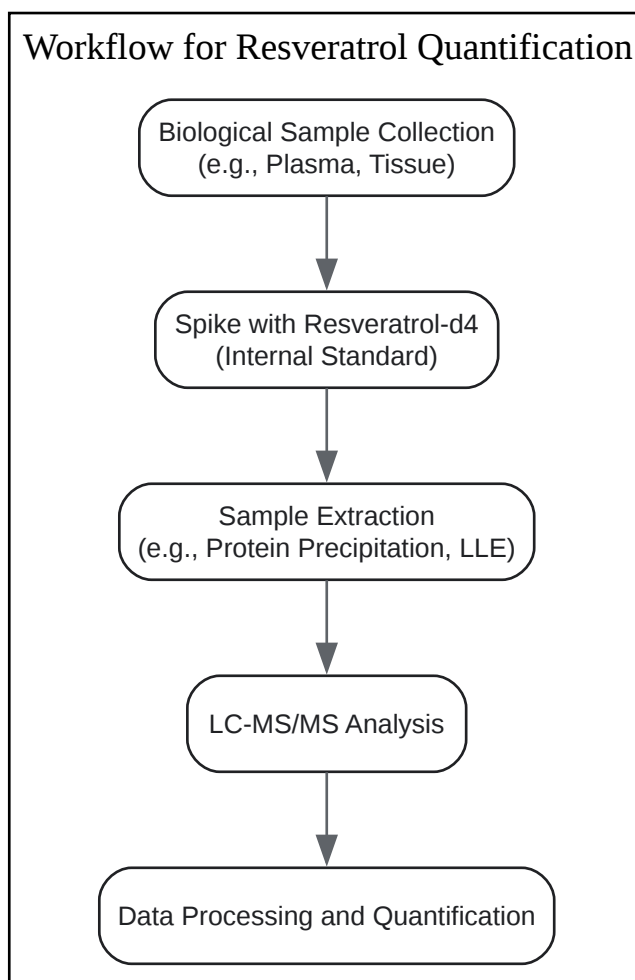 Workflow for Resveratrol Quantification
Biological Sample Collection
(e.g., Plasma, Tissue)
Spike with Resveratrol-d4
(Internal Standard)
Sample Extraction
(e.g., Protein Precipitation, LLE)
LC-MS/MS Analysis
Data Processing and Quantification